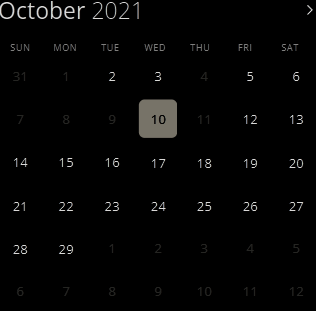 October 2021
SUN MON TUE WED THU FRI SAT
31 1 2 3 4 5 6
7 8 9 10 11 12 13
14 15 16 17 18 19 20
21 22 23 24 25 26 27
28 29 1 2 3 4 5
6 7 8 9 10 11 12